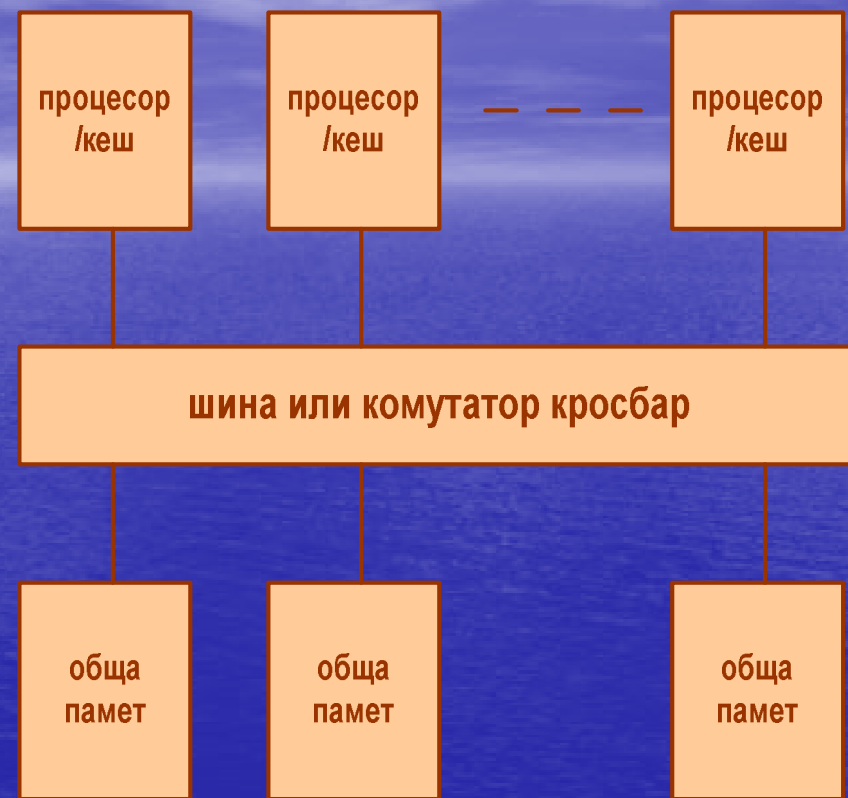 процесор
/кеш
процесор
/кеш
процесор
/кеш
шина или комутатор кросбар
обща
памет
обща
памет
обща
памет